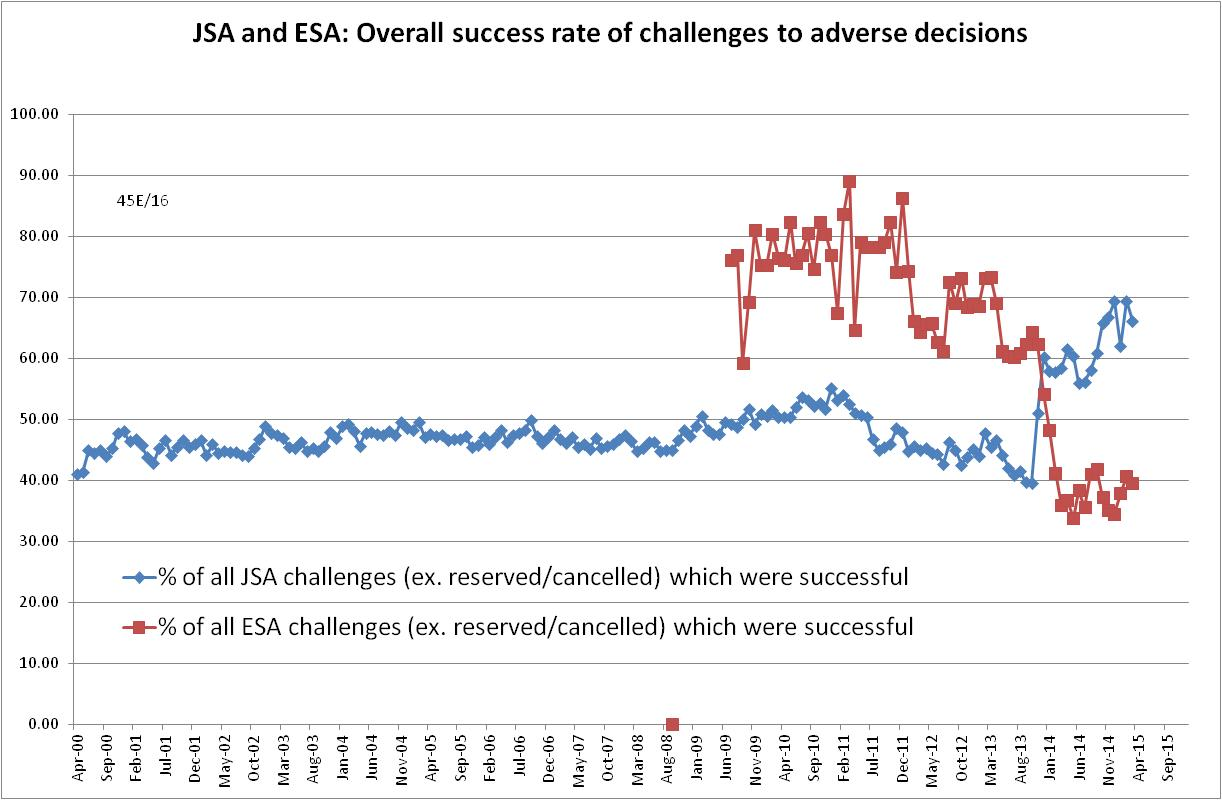 JSA and ESA: Overall success rate of challenges to adverse decisions
100.00
90.00
45E/16
80.00
70.00
60.00
50.00
40.00
30.00
% of all JSA challenges (ex. reserved/cancelled) which were successful
20.00
% of all ESA challenges (ex. reserved/cancelled) which were successful
10.00
0.00
Apr-00
Sep-00
Feb-01
Jul-01
Dec-01
May-02
Oct-02
Mar-03
Aug-03
Jan-04
Jun-04
Nov-04
Apr-05
Sep-05
Feb-06
Jul-06
Dec-06
May-07
Oct-07
Mar-08
Aug-08
Jan-09
Jun-09
Nov-09
Apr-10
Sep-10
Feb-11
Jul-11
Dec-11
May-12
Oct-12
Mar-13
Aug-13
Jan-14
Jun-14
Nov-14
Apr-15
Sep-15